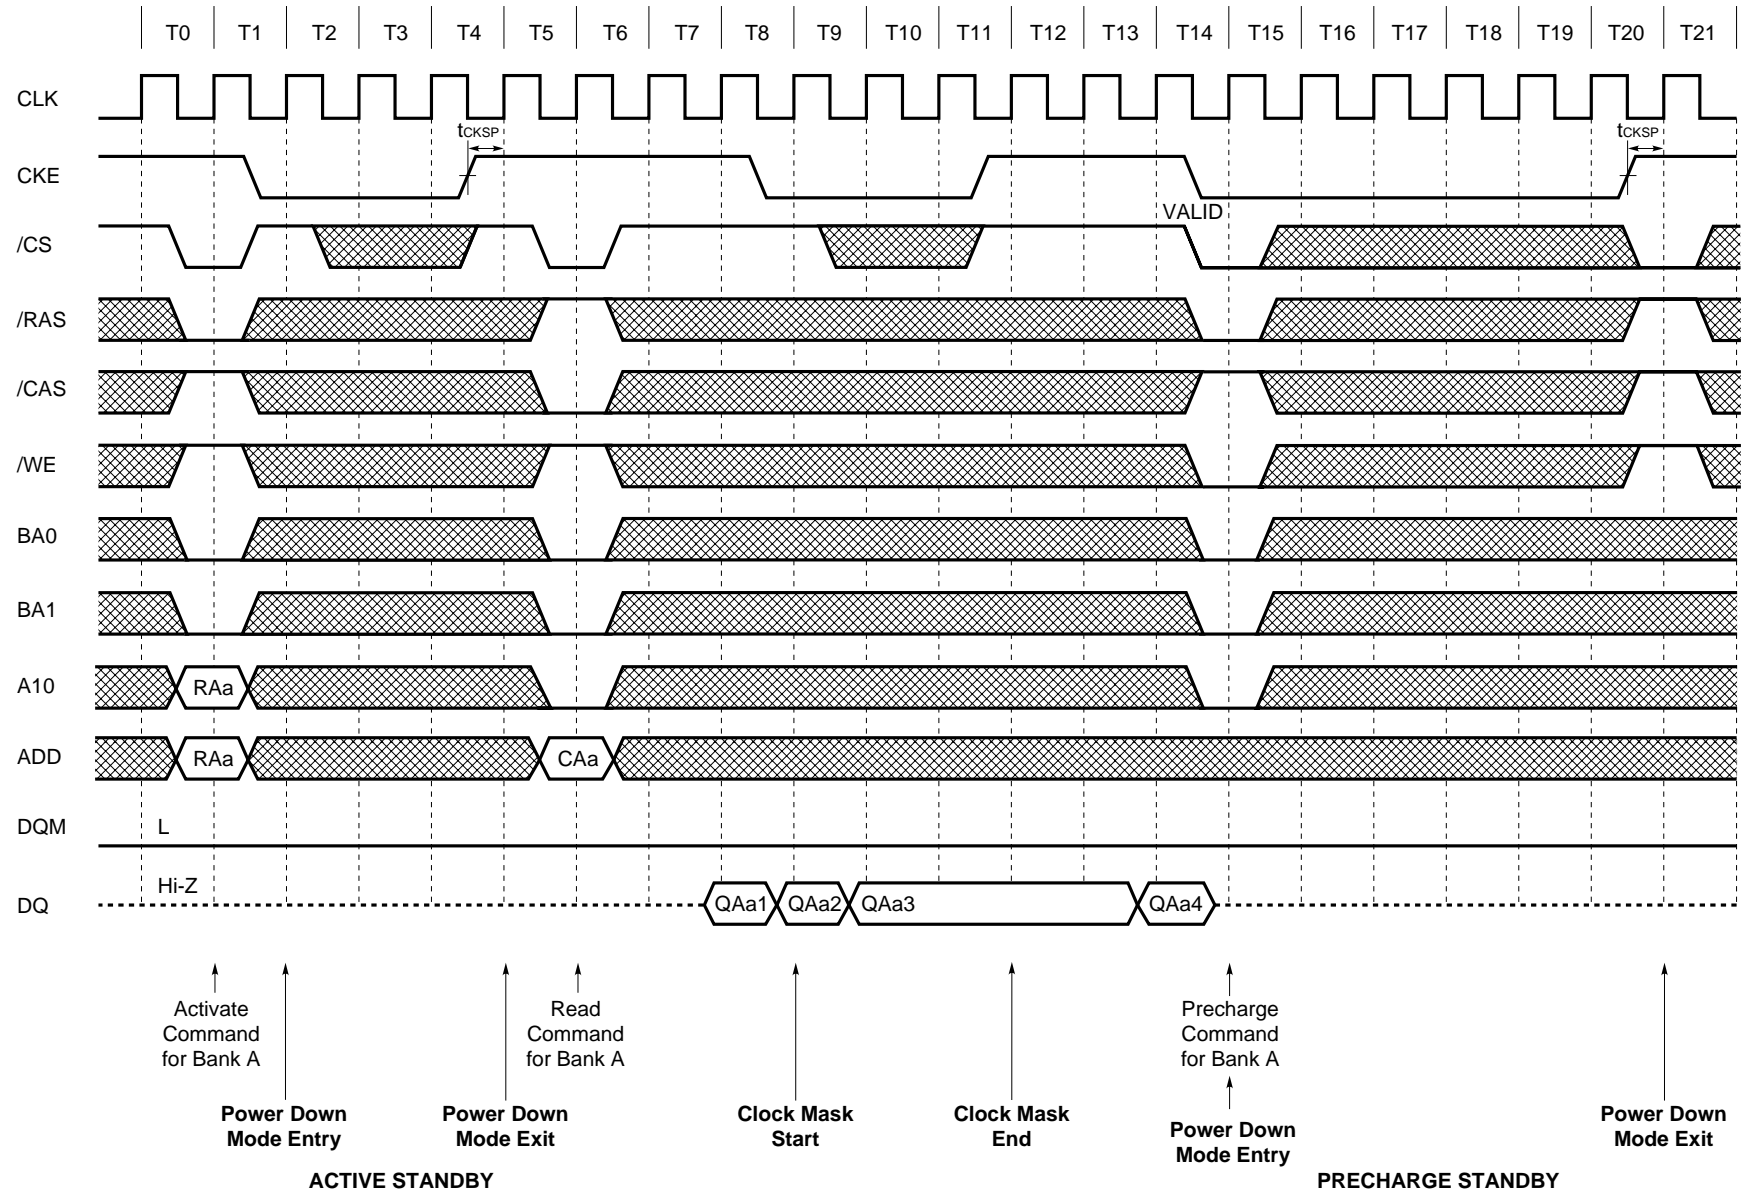 T0 T1 T2 T3 T4 T5 T6 T7 T8 T9 T10 T11 T12 T13 T14 T15 T16 T17 T18 T19 T20 T21
CLK
tCKSP tCKSP
CKE
VALID
/CS
/RAS
/CAS
/WE
BA0
BA1
A10 RAa
ADD RAa CAa
DQM L
Hi-Z
DQ QAa1 QAa2 QAa3 QAa4
Activate
Command
for Bank A
Read
Command
for Bank A
Precharge
Command
for Bank A
Power Down
Mode Entry
Power Down
Mode Exit
Clock Mask
Start
Clock Mask
End
Power Down
Mode Entry
Power Down
Mode Exit
ACTIVE STANDBY
PRECHARGE STANDBY